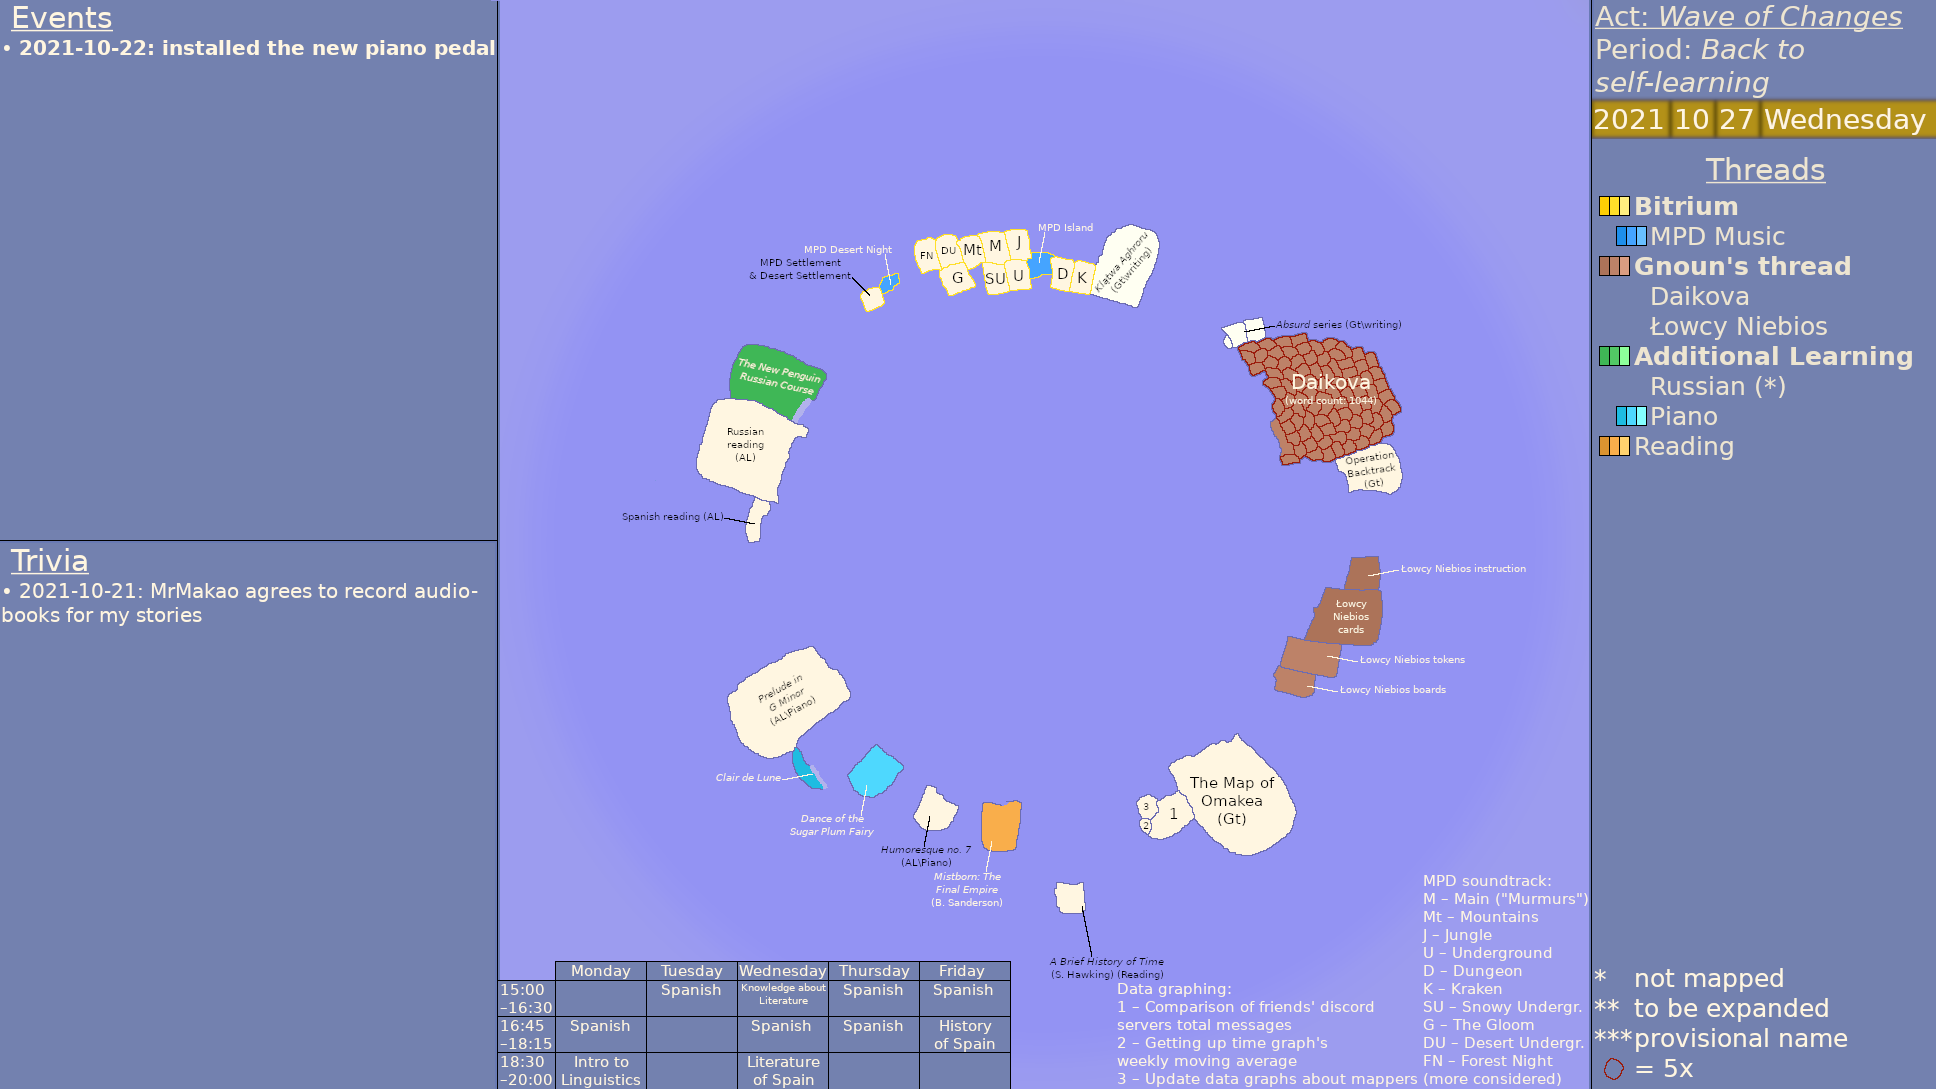 Events
• 2021-10-22: installed the new piano pedal
Trivia
• 2021-10-21: MrMakao agrees to record audio-
books for my stories
MPD Desert Night
MPD Settlement
& Desert Settlement
FN
DU
Mt
M
J
G
SU
U
MPD Island
D
K
Klątwa Aghroru
(Gt\writing)
Absurd series (Gt\writing)
Daikova
(word count: 1044)
Operation
Backtrack
(Gt)
The New Penguin
Russian Course
Russian
reading
(AL)
Spanish reading (AL)
Łowcy Niebios instruction
Łowcy
Niebios
cards
Łowcy Niebios tokens
Łowcy Niebios boards
Prelude in
G Minor
(AL\Piano)
Clair de Lune
Dance of the
Sugar Plum Fairy
Humoresque no. 7
(AL\Piano)
Mistborn: The
Final Empire
(B. Sanderson)
The Map of
Omakea
(Gt)
1
2
3
A Brief History of Time
(S. Hawking) (Reading)
Monday Tuesday Wednesday Thursday Friday
15:00
–16:30
Spanish
Knowledge about
Literature
Spanish
Spanish
16:45
–18:15
Spanish
Spanish
Spanish
History
of Spain
18:30
–20:00
Intro to
Linguistics
Literature
of Spain
Data graphing:
1 – Comparison of friends' discord
servers total messages
2 – Getting up time graph's
weekly moving average
3 – Update data graphs about mappers
MPD soundtrack:
M – Main ("Murmurs")
Mt – Mountains
J – Jungle
U – Underground
D – Dungeon
K – Kraken
SU – Snowy Undergr.
G – The Gloom
DU – Desert Undergr.
FN – Forest Night
(more considered)
Act: Wave of Changes
Period: Back to
self-learning
2021 10 27 Wednesday
Threads
Bitrium
MPD Music
Gnoun's thread
Daikova
Łowcy Niebios
Additional Learning
Russian (*)
Piano
Reading
* not mapped
** to be expanded
*** provisional name
= 5x